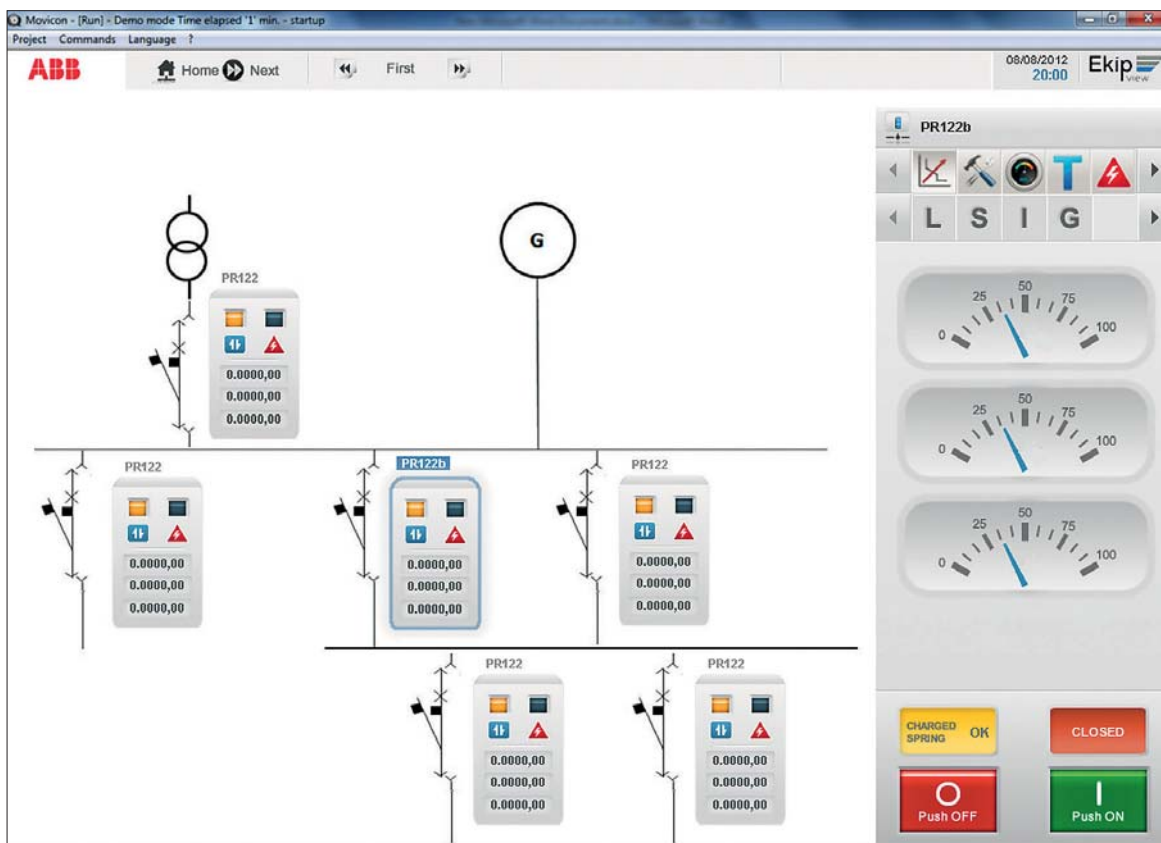 Movicon - [Run] - Demo mode Time elapsed '1' min. - startup
Project Commands Language ?
ABB Home Next First 08/08/2012 Ekip
20:00 view
PR122b
T
L S I G
G
PR122
0.0000,00
0.0000,00
0.0000,00
0 25 50 75 100
0 25 50 75 100
0 25 50 75 100
PR122 PR122b PR122
0.0000,00 0.0000,00 0.0000,00
0.0000,00 0.0000,00 0.0000,00
0.0000,00 0.0000,00 0.0000,00
PR122 PR122
0.0000,00 0.0000,00
0.0000,00 0.0000,00
0.0000,00 0.0000,00
CHARGED
SPRING OK CLOSED
O I
Push OFF Push ON